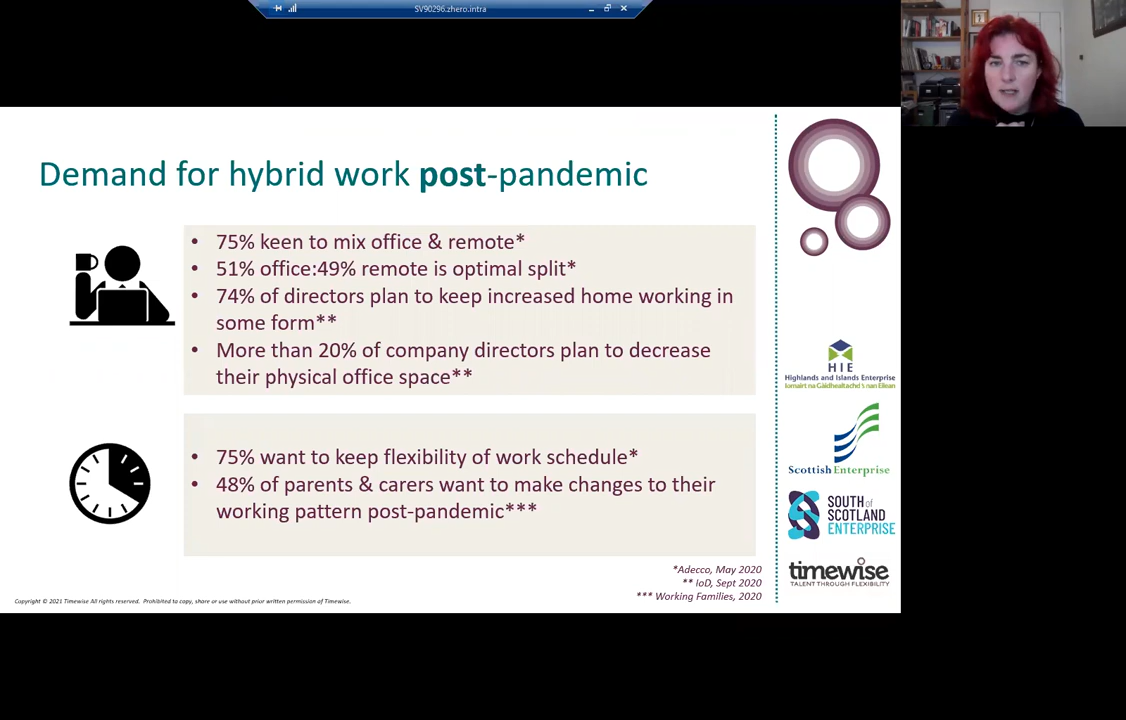 SV90296.zhero.intra
Demand for hybrid work post-pandemic
• 75% keen to mix office & remote*
• 51% office:49% remote is optimal split*
• 74% of directors plan to keep increased home working in
some form**
• More than 20% of company directors plan to decrease
their physical office space**
• 75% want to keep flexibility of work schedule*
• 48% of parents & carers want to make changes to their
working pattern post-pandemic***
*Adecco, May 2020
** IoD, Sept 2020
*** Working Families, 2020
Copyright © 2021 Timewise All rights reserved. Prohibited to copy, share or use without prior written permission of Timewise.
HIE
Highlands and Islands Enterprise
Iomairt na Gàidhealtachd 's nan Eilean
Scottish Enterprise
SOUTH of
SCOTLAND
ENTERPRISE
timewise
TALENT THROUGH FLEXIBILITY